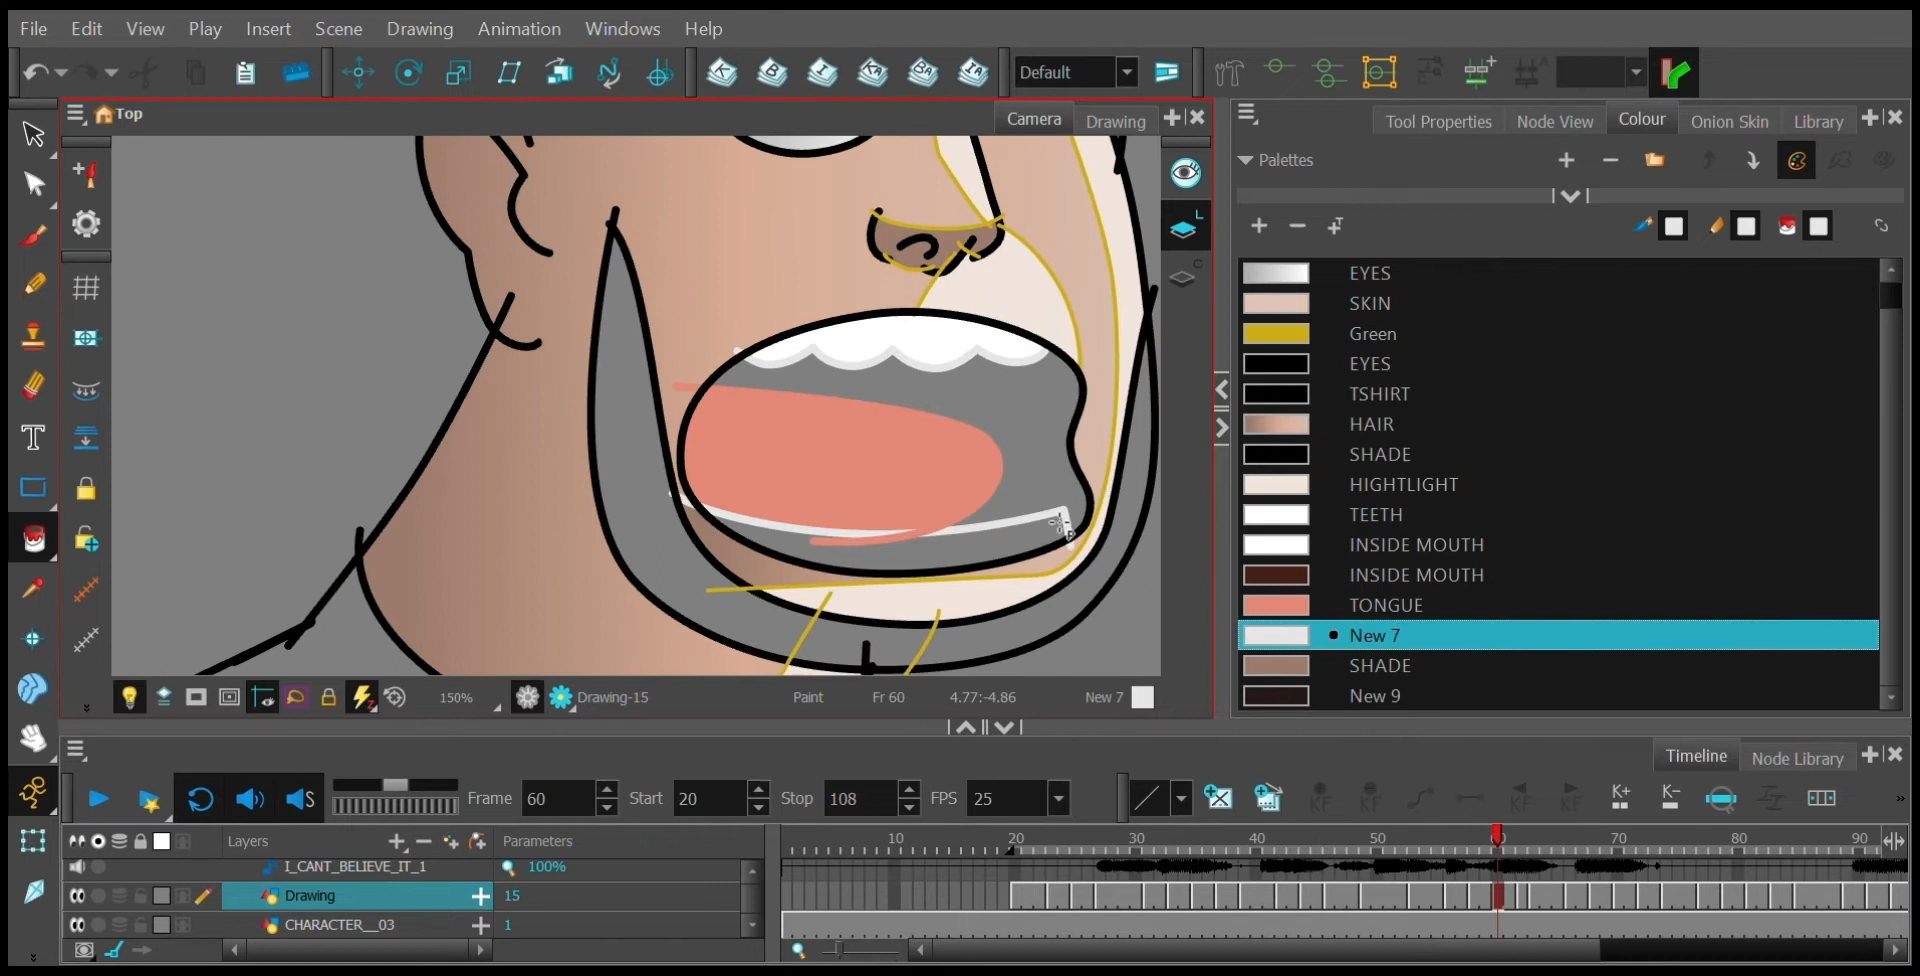 File Edit View Play Insert Scene Drawing Animation Windows Help
Default
Top Camera Drawing
Tool Properties Node View Colour Onion Skin Library
Palettes
EYES
SKIN
Green
EYES
TSHIRT
HAIR
SHADE
HIGHTLIGHT
TEETH
INSIDE MOUTH
INSIDE MOUTH
TONGUE
New 7
SHADE
New 9
150% Drawing-15 Paint Fr 60 4.77:-4.86 New 7
Timeline Node Library
Frame 60 Start 20 Stop 108 FPS 25
Layers Parameters
10 20 30 40 50 70 80 90
I_CANT_BELIEVE_IT_1 100%
Drawing 15
CHARACTER__03 1